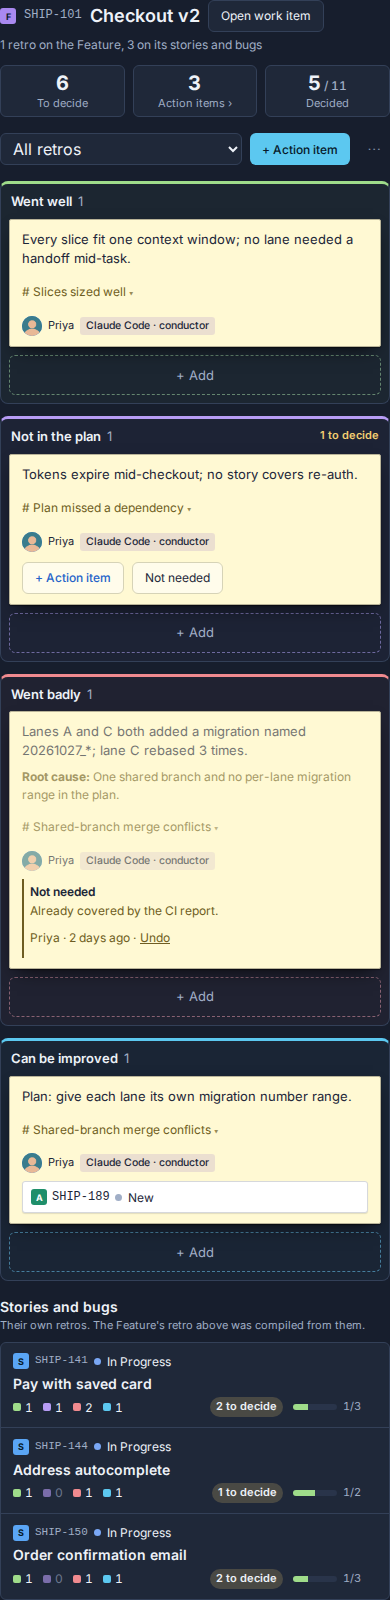 F SHIP-101 Checkout v2 Open work item
1 retro on the Feature, 3 on its stories and bugs
6 3 5 / 11
To decide Action items › Decided
All retros + Action item ...
Went well 1
Every slice fit one context window; no lane needed a
handoff mid-task.
# Slices sized well ▾
Priya Claude Code · conductor
+ Add
Not in the plan 1 1 to decide
Tokens expire mid-checkout; no story covers re-auth.
# Plan missed a dependency ▾
Priya Claude Code · conductor
+ Action item Not needed
+ Add
Went badly 1
Lanes A and C both added a migration named
20261027_*; lane C rebased 3 times.
Root cause: One shared branch and no per-lane migration
range in the plan.
# Shared-branch merge conflicts ▾
Priya Claude Code · conductor
Not needed
Already covered by the CI report.
Priya · 2 days ago · Undo
+ Add
Can be improved 1
Plan: give each lane its own migration number range.
# Shared-branch merge conflicts ▾
Priya Claude Code · conductor
A SHIP-189 New
+ Add
Stories and bugs
Their own retros. The Feature's retro above was compiled from them.
S SHIP-141 In Progress
Pay with saved card
1 1 2 1 2 to decide 1/3
S SHIP-144 In Progress
Address autocomplete
1 0 1 1 1 to decide 1/2
S SHIP-150 In Progress
Order confirmation email
1 0 1 1 2 to decide 1/3